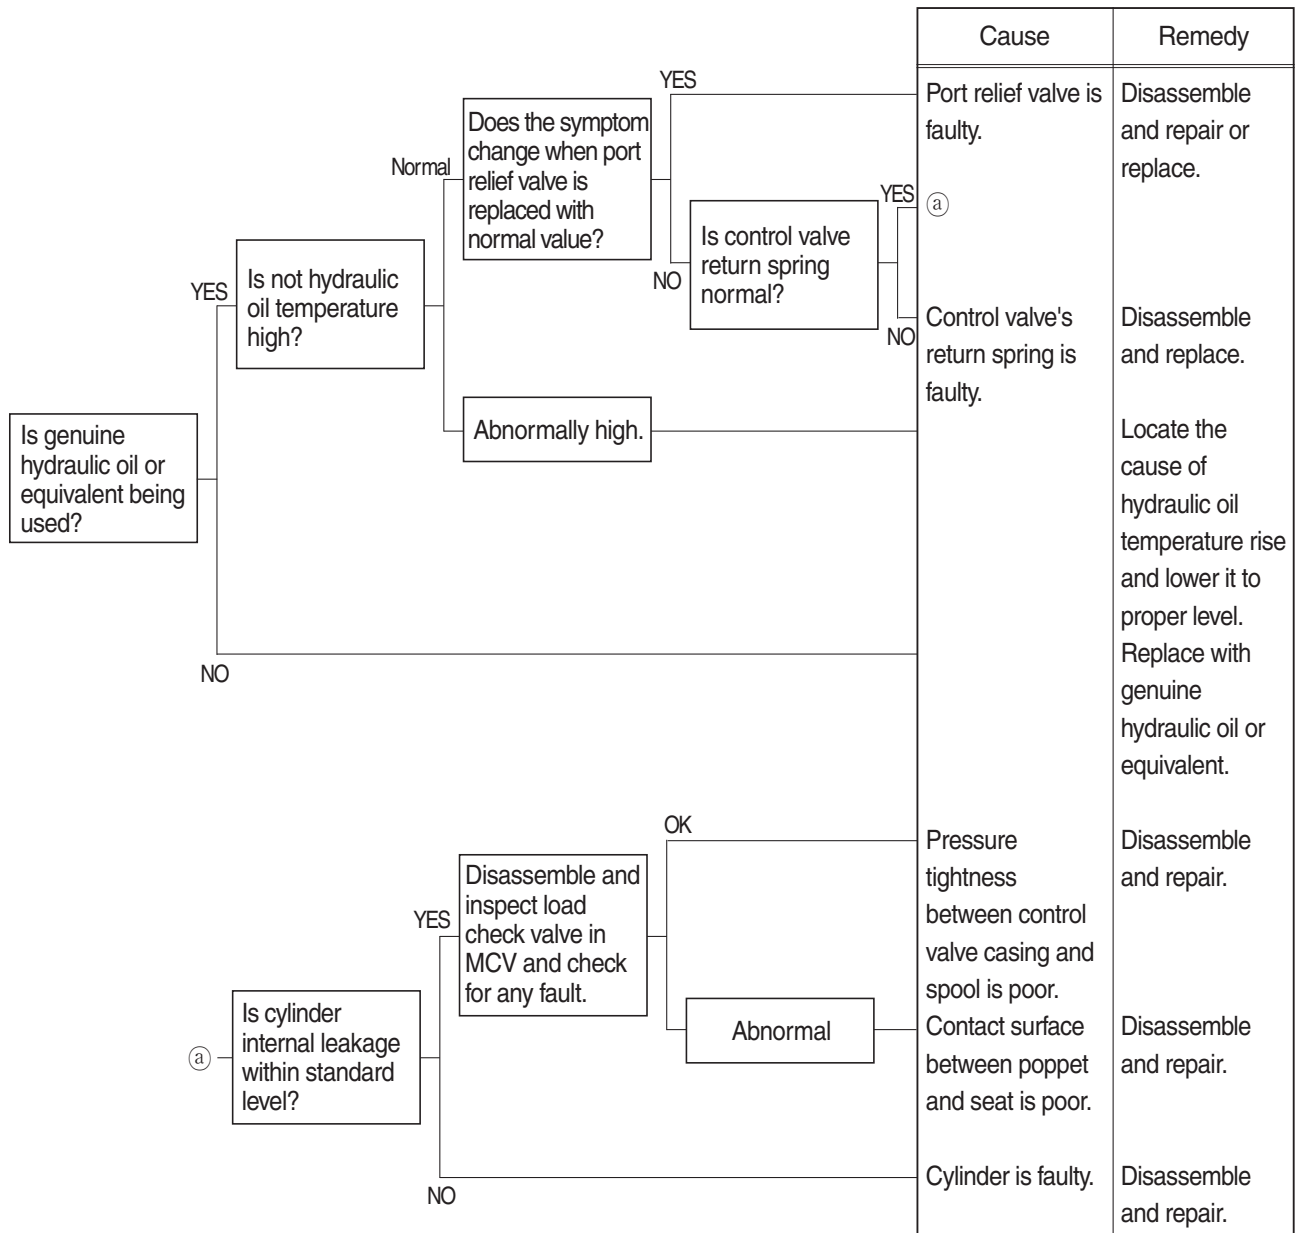 Cause
Remedy
YES
Port relief valve is
faulty.
Disassemble
and repair or
replace.
Does the symptom
change when port
relief valve is
replaced with
normal value?
Normal
YES
ⓐ
Is control valve
return spring
normal?
NO
NO
Control valve's
return spring is
faulty.
Disassemble
and replace.
YES
Is not hydraulic
oil temperature
high?
Abnormally high.
Locate the
cause of
hydraulic oil
temperature rise
and lower it to
proper level.
Is genuine
hydraulic oil or
equivalent being
used?
NO
Replace with
genuine
hydraulic oil or
equivalent.
OK
Pressure
tightness
between control
valve casing and
spool is poor.
Disassemble
and repair.
YES
Disassemble and
inspect load
check valve in
MCV and check
for any fault.
Abnormal
Contact surface
between poppet
and seat is poor.
Disassemble
and repair.
ⓐ
Is cylinder
internal leakage
within standard
level?
NO
Cylinder is faulty.
Disassemble
and repair.